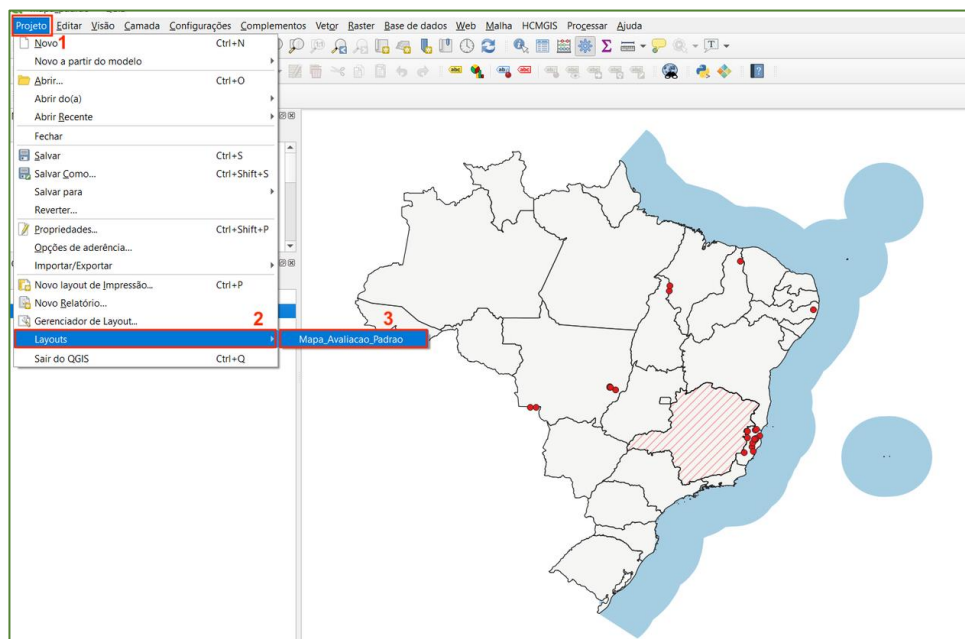 Projeto Editar Visão Camada Configurações Complementos Vetor Raster Base de dados Web Malha HCMGIS Processar Ajuda
Novo 1 Ctrl+N
Novo a partir do modelo
Abrir... Ctrl+O
Abrir do(a)
Abrir Recente
Fechar
Salvar Ctrl+S
Salvar Como... Ctrl+Shift+S
Salvar para
Reverter...
Propriedades... Ctrl+Shift+P
Opções de aderência...
Importar/Exportar
Novo layout de Impressão... Ctrl+P
Novo Relatório...
Gerenciador de Layout... 2 3
Layouts Mapa_Avaliacao_Padrao
Sair do QGIS Ctrl+Q